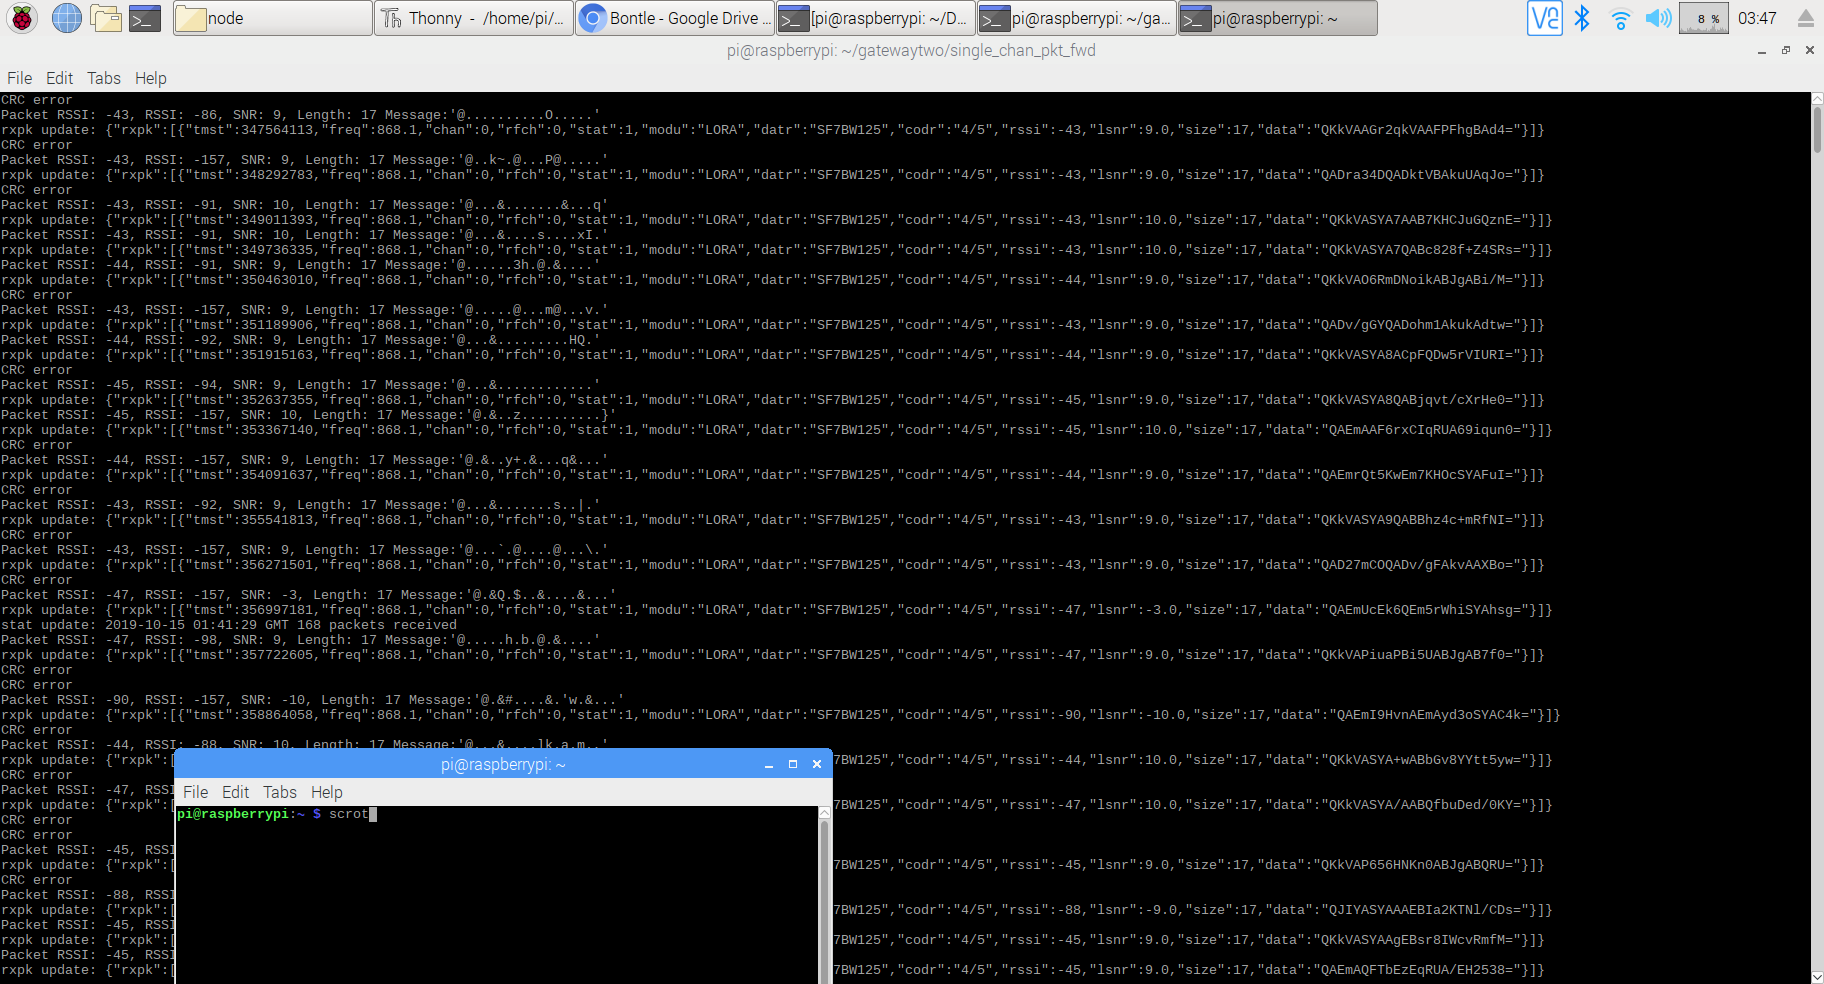 node
Thonny  -  /home/pi/...
Bontle - Google Drive ...
[pi@raspberrypi: ~/D...
pi@raspberrypi: ~/ga...
pi@raspberrypi: ~
8 %
03:47
pi@raspberrypi: ~/gatewaytwo/single_chan_pkt_fwd
File Edit Tabs Help
CRC error
Packet RSSI: -43, RSSI: -86, SNR: 9, Length: 17 Message:'@..........O.....'
rxpk update: {"rxpk":[{"tmst":347564113,"freq":868.1,"chan":0,"rfch":0,"stat":1,"modu":"LORA","datr":"SF7BW125","codr":"4/5","rssi":-43,"lsnr":9.0,"size":17,"data":"QKkVAAGr2qkVAAFPFhgBAd4="}]}
CRC error
Packet RSSI: -43, RSSI: -157, SNR: 9, Length: 17 Message:'@..k~.@...P@.....'
rxpk update: {"rxpk":[{"tmst":348292783,"freq":868.1,"chan":0,"rfch":0,"stat":1,"modu":"LORA","datr":"SF7BW125","codr":"4/5","rssi":-43,"lsnr":9.0,"size":17,"data":"QADra34DQADktVBAkuUAqJo="}]}
CRC error
Packet RSSI: -43, RSSI: -91, SNR: 10, Length: 17 Message:'@...&.......&...q'
rxpk update: {"rxpk":[{"tmst":349011393,"freq":868.1,"chan":0,"rfch":0,"stat":1,"modu":"LORA","datr":"SF7BW125","codr":"4/5","rssi":-43,"lsnr":10.0,"size":17,"data":"QKkVASYA7AAB7KHCJuGQznE="}]}
Packet RSSI: -43, RSSI: -91, SNR: 10, Length: 17 Message:'@...&....s....xI.'
rxpk update: {"rxpk":[{"tmst":349736335,"freq":868.1,"chan":0,"rfch":0,"stat":1,"modu":"LORA","datr":"SF7BW125","codr":"4/5","rssi":-43,"lsnr":10.0,"size":17,"data":"QKkVASYA7QABc828f+Z4SRs="}]}
Packet RSSI: -44, RSSI: -91, SNR: 9, Length: 17 Message:'@......3h.@.&....'
rxpk update: {"rxpk":[{"tmst":350463010,"freq":868.1,"chan":0,"rfch":0,"stat":1,"modu":"LORA","datr":"SF7BW125","codr":"4/5","rssi":-44,"lsnr":9.0,"size":17,"data":"QKkVAO6RmDNoikABJgABi/M="}]}
CRC error
Packet RSSI: -43, RSSI: -157, SNR: 9, Length: 17 Message:'@.....@...m@...v.'
rxpk update: {"rxpk":[{"tmst":351189906,"freq":868.1,"chan":0,"rfch":0,"stat":1,"modu":"LORA","datr":"SF7BW125","codr":"4/5","rssi":-43,"lsnr":9.0,"size":17,"data":"QADv/gGYQADohm1AkukAdtw="}]}
Packet RSSI: -44, RSSI: -92, SNR: 9, Length: 17 Message:'@...&.........HQ.'
rxpk update: {"rxpk":[{"tmst":351915163,"freq":868.1,"chan":0,"rfch":0,"stat":1,"modu":"LORA","datr":"SF7BW125","codr":"4/5","rssi":-44,"lsnr":9.0,"size":17,"data":"QKkVASYA8ACpFQDw5rVIURI="}]}
CRC error
Packet RSSI: -45, RSSI: -94, SNR: 9, Length: 17 Message:'@...&............'
rxpk update: {"rxpk":[{"tmst":352637355,"freq":868.1,"chan":0,"rfch":0,"stat":1,"modu":"LORA","datr":"SF7BW125","codr":"4/5","rssi":-45,"lsnr":9.0,"size":17,"data":"QKkVASYA8QABjqvt/cXrHe0="}]}
Packet RSSI: -45, RSSI: -157, SNR: 10, Length: 17 Message:'@.&..z..........}'
rxpk update: {"rxpk":[{"tmst":353367140,"freq":868.1,"chan":0,"rfch":0,"stat":1,"modu":"LORA","datr":"SF7BW125","codr":"4/5","rssi":-45,"lsnr":10.0,"size":17,"data":"QAEmAAF6rxCIqRUA69iqun0="}]}
CRC error
Packet RSSI: -44, RSSI: -157, SNR: 9, Length: 17 Message:'@.&..y+.&...q&...'
rxpk update: {"rxpk":[{"tmst":354091637,"freq":868.1,"chan":0,"rfch":0,"stat":1,"modu":"LORA","datr":"SF7BW125","codr":"4/5","rssi":-44,"lsnr":9.0,"size":17,"data":"QAEmrQt5KwEm7KHOcSYAFuI="}]}
CRC error
Packet RSSI: -43, RSSI: -92, SNR: 9, Length: 17 Message:'@...&.......s..|.'
rxpk update: {"rxpk":[{"tmst":355541813,"freq":868.1,"chan":0,"rfch":0,"stat":1,"modu":"LORA","datr":"SF7BW125","codr":"4/5","rssi":-43,"lsnr":9.0,"size":17,"data":"QKkVASYA9QABBhz4c+mRfNI="}]}
CRC error
Packet RSSI: -43, RSSI: -157, SNR: 9, Length: 17 Message:'@...`.@....@...\.'
rxpk update: {"rxpk":[{"tmst":356271501,"freq":868.1,"chan":0,"rfch":0,"stat":1,"modu":"LORA","datr":"SF7BW125","codr":"4/5","rssi":-43,"lsnr":9.0,"size":17,"data":"QAD27mCOQADv/gFAkvAAXBo="}]}
CRC error
Packet RSSI: -47, RSSI: -157, SNR: -3, Length: 17 Message:'@.&Q.$..&....&...'
rxpk update: {"rxpk":[{"tmst":356997181,"freq":868.1,"chan":0,"rfch":0,"stat":1,"modu":"LORA","datr":"SF7BW125","codr":"4/5","rssi":-47,"lsnr":-3.0,"size":17,"data":"QAEmUcEk6QEm5rWhiSYAhsg="}]}
stat update: 2019-10-15 01:41:29 GMT 168 packets received
Packet RSSI: -47, RSSI: -98, SNR: 9, Length: 17 Message:'@.....h.b.@.&....'
rxpk update: {"rxpk":[{"tmst":357722605,"freq":868.1,"chan":0,"rfch":0,"stat":1,"modu":"LORA","datr":"SF7BW125","codr":"4/5","rssi":-47,"lsnr":9.0,"size":17,"data":"QKkVAPiuaPBi5UABJgAB7f0="}]}
CRC error
CRC error
Packet RSSI: -90, RSSI: -157, SNR: -10, Length: 17 Message:'@.&#....&.'w.&...'
rxpk update: {"rxpk":[{"tmst":358864058,"freq":868.1,"chan":0,"rfch":0,"stat":1,"modu":"LORA","datr":"SF7BW125","codr":"4/5","rssi":-90,"lsnr":-10.0,"size":17,"data":"QAEmI9HvnAEmAyd3oSYAC4k="}]}
CRC error
Packet RSSI: -44, RSSI: -88, SNR: 10, Length: 17 Message:'@...&....lk.a.m..'
rxpk update: {"rxpk":[ 7BW125","codr":"4/5","rssi":-44,"lsnr":10.0,"size":17,"data":"QKkVASYA+wABbGv8YYtt5yw="}]}
CRC error
Packet RSSI: -47, RSSI
rxpk update: {"rxpk":[ 7BW125","codr":"4/5","rssi":-47,"lsnr":10.0,"size":17,"data":"QKkVASYA/AABQfbuDed/0KY="}]}
CRC error
CRC error
Packet RSSI: -45, RSSI
rxpk update: {"rxpk":[ 7BW125","codr":"4/5","rssi":-45,"lsnr":9.0,"size":17,"data":"QKkVAP656HNKn0ABJgABQRU="}]}
CRC error
Packet RSSI: -88, RSSI
rxpk update: {"rxpk":[ 7BW125","codr":"4/5","rssi":-88,"lsnr":-9.0,"size":17,"data":"QJIYASYAAAEBIa2KTNl/CDs="}]}
Packet RSSI: -45, RSSI
rxpk update: {"rxpk":[ 7BW125","codr":"4/5","rssi":-45,"lsnr":9.0,"size":17,"data":"QKkVASYAAgEBsr8IWcvRmfM="}]}
Packet RSSI: -45, RSSI
rxpk update: {"rxpk":[ 7BW125","codr":"4/5","rssi":-45,"lsnr":9.0,"size":17,"data":"QAEmAQFTbEzEqRUA/EH2538="}]}
pi@raspberrypi: ~
File Edit Tabs Help
pi@raspberrypi:~ $ scrot